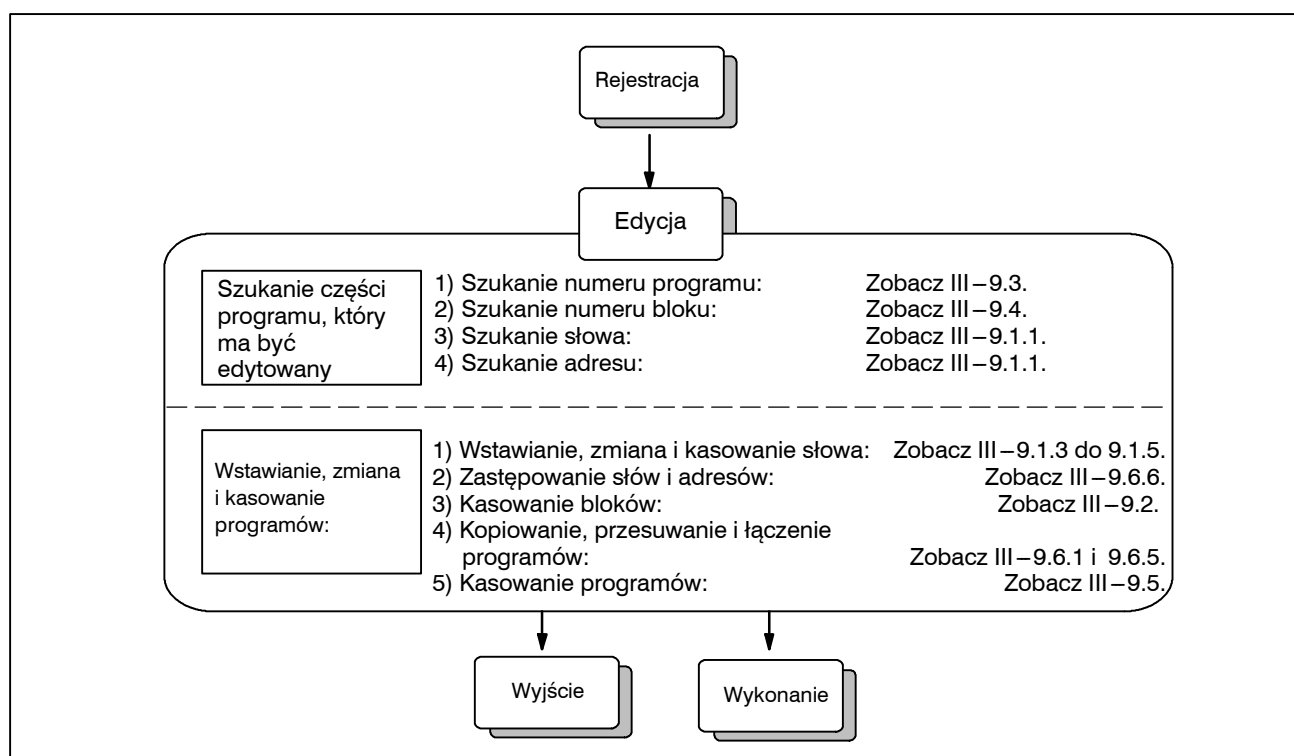 Rejestracja
Edycja
Szukanie części
programu, który
ma być
edytowany
1) Szukanie numeru programu: Zobacz III–9.3.
2) Szukanie numeru bloku: Zobacz III–9.4.
3) Szukanie słowa: Zobacz III–9.1.1.
4) Szukanie adresu: Zobacz III–9.1.1.
Wstawianie, zmiana
i kasowanie
programów:
1) Wstawianie, zmiana i kasowanie słowa: Zobacz III–9.1.3 do 9.1.5.
2) Zastępowanie słów i adresów: Zobacz III–9.6.6.
3) Kasowanie bloków: Zobacz III–9.2.
4) Kopiowanie, przesuwanie i łączenie
programów: Zobacz III–9.6.1 i 9.6.5.
5) Kasowanie programów: Zobacz III–9.5.
Wyjście
Wykonanie